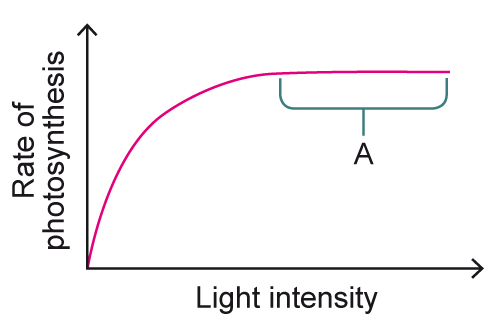 Rate of
photosynthesis
A
Light intensity